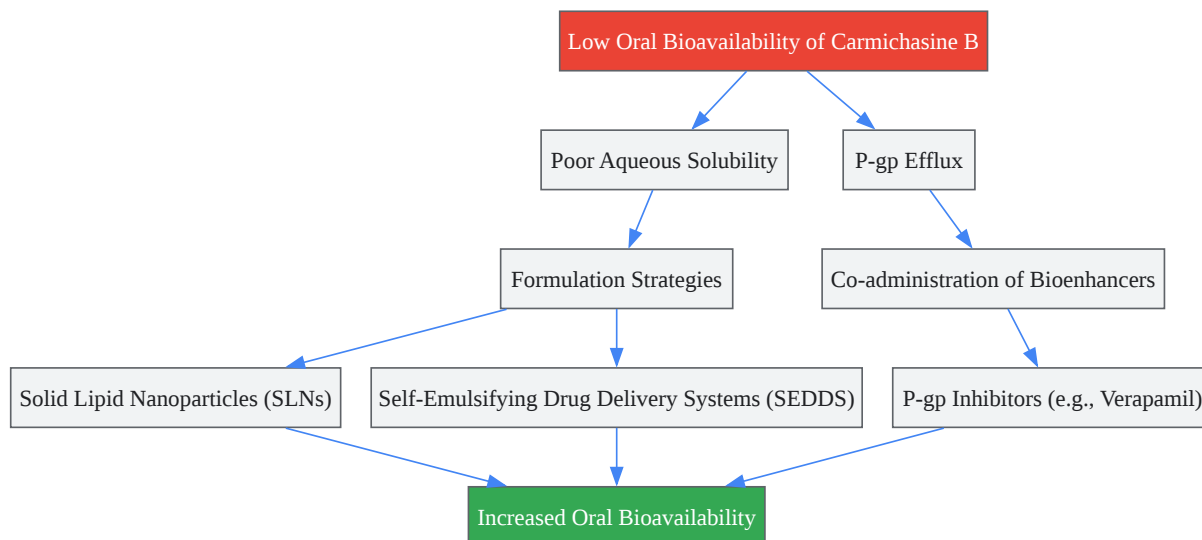 Low Oral Bioavailability of Carmichasine B
Poor Aqueous Solubility
P-gp Efflux
Formulation Strategies
Co-administration of Bioenhancers
Solid Lipid Nanoparticles (SLNs)
Self-Emulsifying Drug Delivery Systems (SEDDS)
P-gp Inhibitors (e.g., Verapamil)
Increased Oral Bioavailability